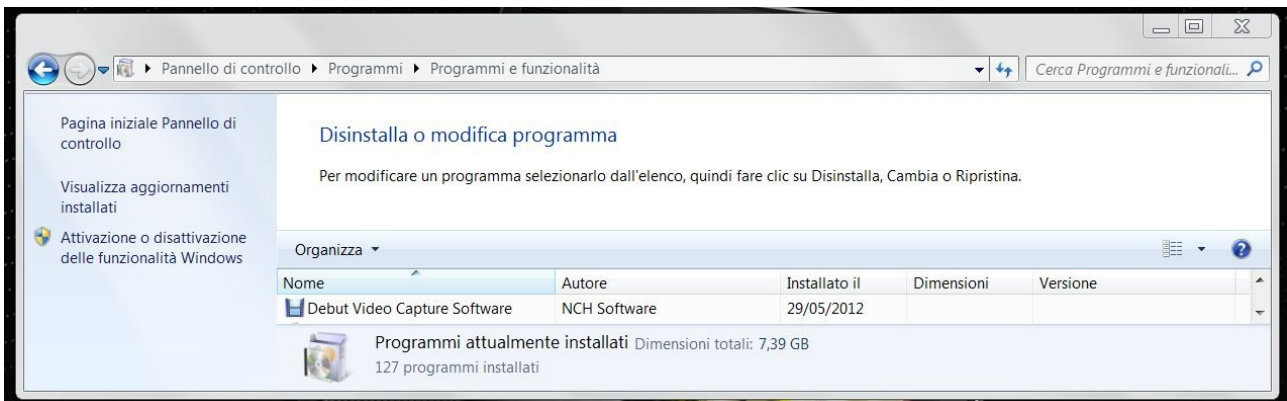 Pannello di controllo Programmi Programmi e funzionalità
Cerca Programmi e funzionali...
Pagina iniziale Pannello di
controllo
Visualizza aggiornamenti
installati
Attivazione o disattivazione
delle funzionalità Windows
Disinstalla o modifica programma
Per modificare un programma selezionarlo dall'elenco, quindi fare clic su Disinstalla, Cambia o Ripristina.
Organizza
Nome Autore Installato il Dimensioni Versione
Debut Video Capture Software NCH Software 29/05/2012
Programmi attualmente installati Dimensioni totali: 7,39 GB
127 programmi installati